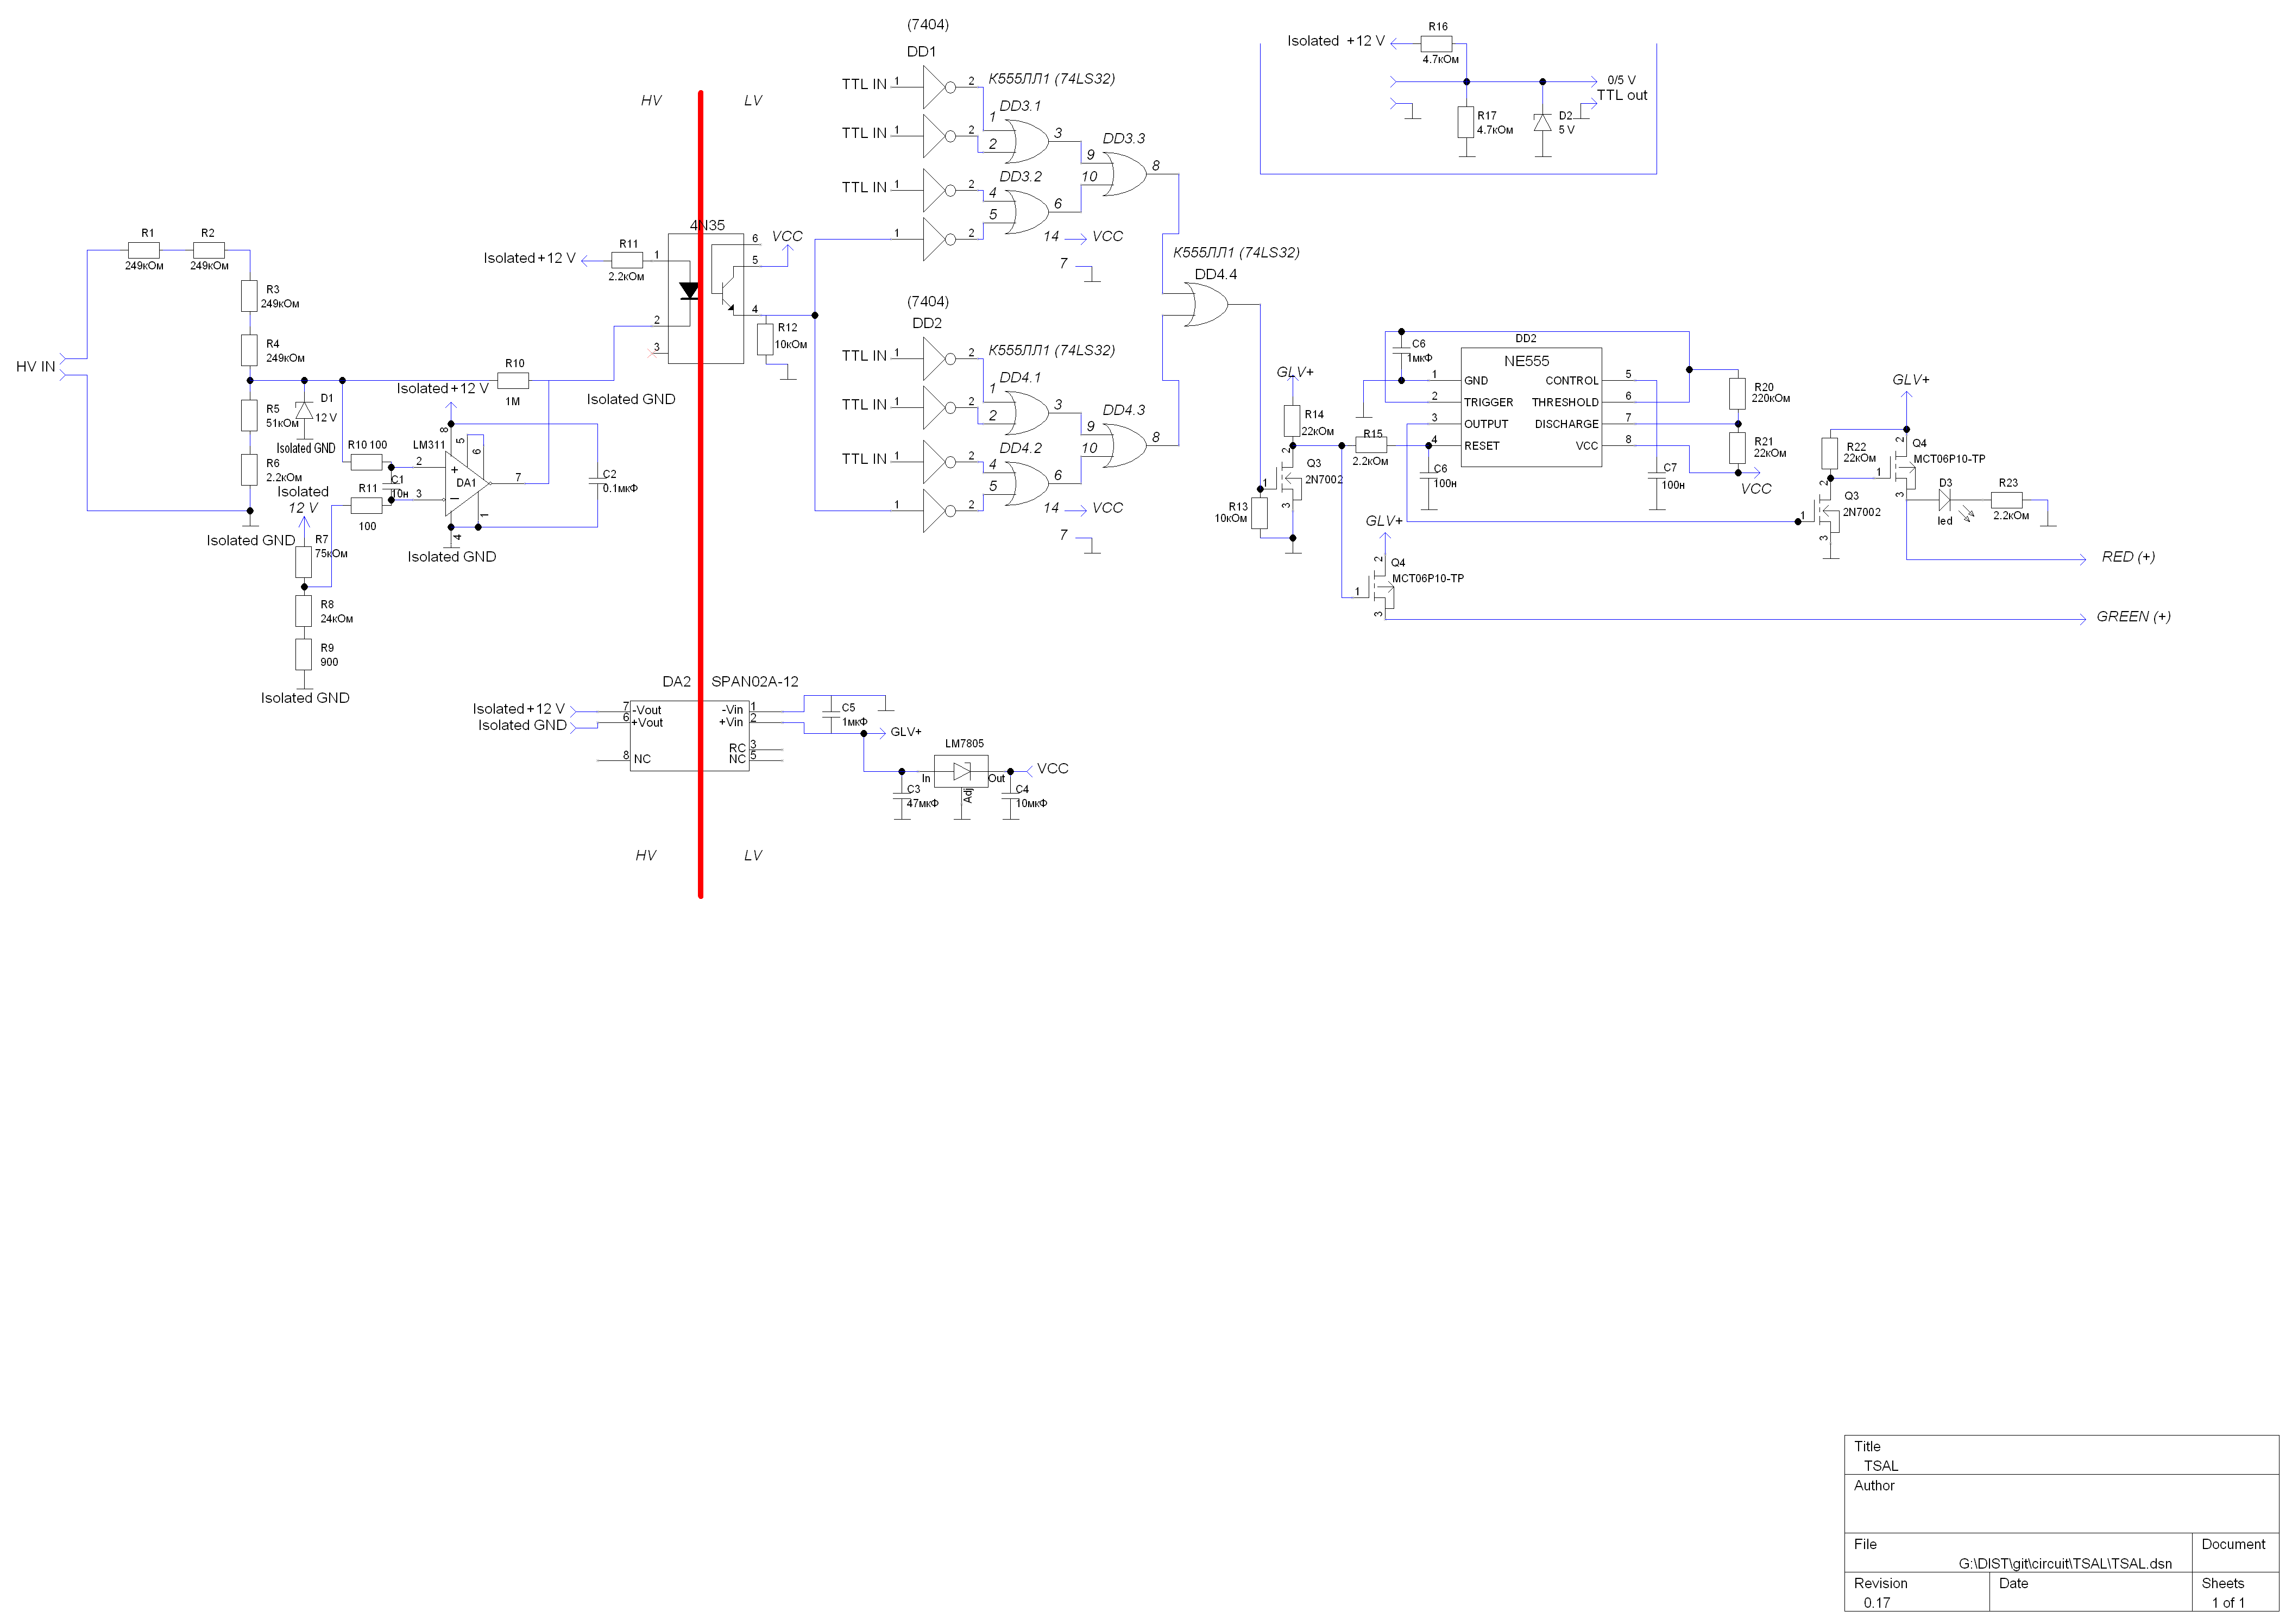 (7404)
DD1
TTL IN 1 2 К555ЛЛ1 (74LS32)
DD3.1
1 3
TTL IN 1 2 2
DD3.3
9 8
10
DD3.2
TTL IN 1 2 4 6
5
1 2
14 VCC
7
R16
Isolated +12 V
4.7кОм
0/5 V
TTL out
R17
4.7кОм
D2
5 V
HV LV
R1 R2
249кОм 249кОм
R3
249кОм
R4
249кОм
HV IN
R5
51кОм
R6
2.2кОм
D1
12 V
Isolated GND
Isolated GND
Isolated
12 V
R7
75кОм
R8
24кОм
R9
900
Isolated GND
R10 100
R11
100
C1
10н
Isolated +12 V
LM311
DA1
+
−
2
3
8
5
6
7
1
4
Isolated GND
R10
1М
C2
0.1мкФ
Isolated GND
Isolated +12 V
R11
2.2кОм
4N35
1
2
3
6
5
4
VCC
R12
10кОм
(7404)
DD2
TTL IN 1 2 К555ЛЛ1 (74LS32)
DD4.1
1 3
TTL IN 1 2 2
DD4.3
9 8
10
DD4.2
TTL IN 1 2 4 6
5
1 2
14 VCC
7
К555ЛЛ1 (74LS32)
DD4.4
GLV+
R14
22кОм
R15
2.2кОм
2
Q3
2N7002
1
3
R13
10кОм
C6
1мкФ
C6
100н
DD2
NE555
1 GND CONTROL 5
2 TRIGGER THRESHOLD 6
3 OUTPUT DISCHARGE 7
4 RESET VCC 8
C7
100н
R20
220кОм
R21
22кОм
VCC
GLV+
R22
22кОм
2
Q4
MCT06P10-TP
1
3
2
Q3
2N7002
1
3
D3
led
R23
2.2кОм
GLV+
2
Q4
MCT06P10-TP
1
3
RED (+)
GREEN (+)
DA2 SPAN02A-12
Isolated +12 V 7 -Vout -Vin 1
Isolated GND 6 +Vout +Vin 2
RC 3
8 NC NC 5
C5
1мкФ
GLV+
LM7805
In Out
Adj
VCC
C3
47мкФ
C4
10мкФ
HV LV
Title
TSAL
Author
File Document
G:\DIST\git\circuit\TSAL\TSAL.dsn
Revision Date Sheets
0.17 1 of 1